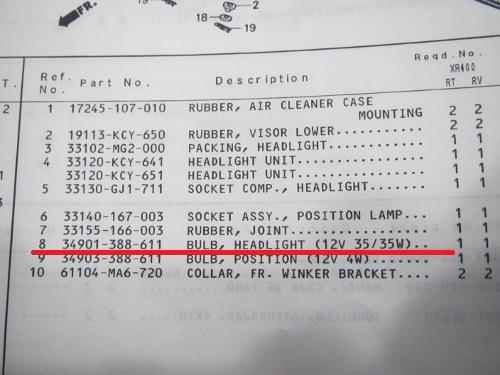 FR.
2
18
19
Reqd. No.
Ref. Part No. Description XR400
No. RT RV
1 17245-107-010 RUBBER, AIR CLEANER CASE
MOUNTING 2 2
2 19113-KCY-650 RUBBER, VISOR LOWER............ 2 2
3 33102-MG2-000 PACKING, HEADLIGHT............. 1 1
4 33120-KCY-641 HEADLIGHT UNIT................. 1 1
33120-KCY-651 HEADLIGHT UNIT................. 1 1
5 33130-GJ1-711 SOCKET COMP., HEADLIGHT........ 1 1
6 33140-167-003 SOCKET ASSY., POSITION LAMP... 1 1
7 33155-166-003 RUBBER, JOINT.................. 1 1
8 34901-388-611 BULB, HEADLIGHT (12V 35/35W).. 1 1
9 34903-388-611 BULB, POSITION (12V 4W)....... 1 1
10 61104-MA6-720 COLLAR, FR. WINKER BRACKET.... 2 2